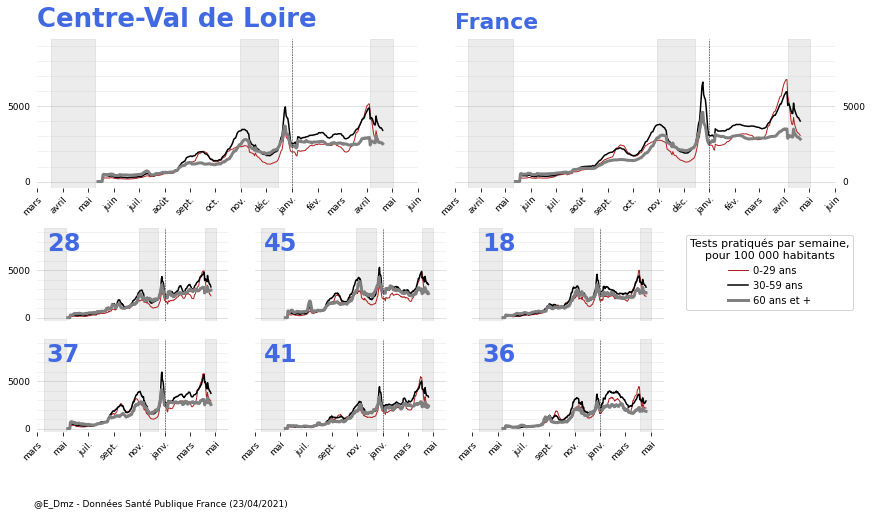 Centre-Val de Loire
France
5000
0
5000
0
mars
avril
mai
juin
juil.
août
sept.
oct.
nov.
déc.
janv.
fév.
mars
avril
mai
juin
mars
avril
mai
juin
juil.
août
sept.
oct.
nov.
déc.
janv.
fév.
mars
avril
mai
juin
28
45
18
5000
0
Tests pratiqués par semaine,
pour 100 000 habitants
0-29 ans
30-59 ans
60 ans et +
37
41
36
5000
0
mars
mai
juil.
sept.
nov.
janv.
mars
mai
mars
mai
juil.
sept.
nov.
janv.
mars
mai
mars
mai
juil.
sept.
nov.
janv.
mars
mai
@E_Dmz - Données Santé Publique France (23/04/2021)